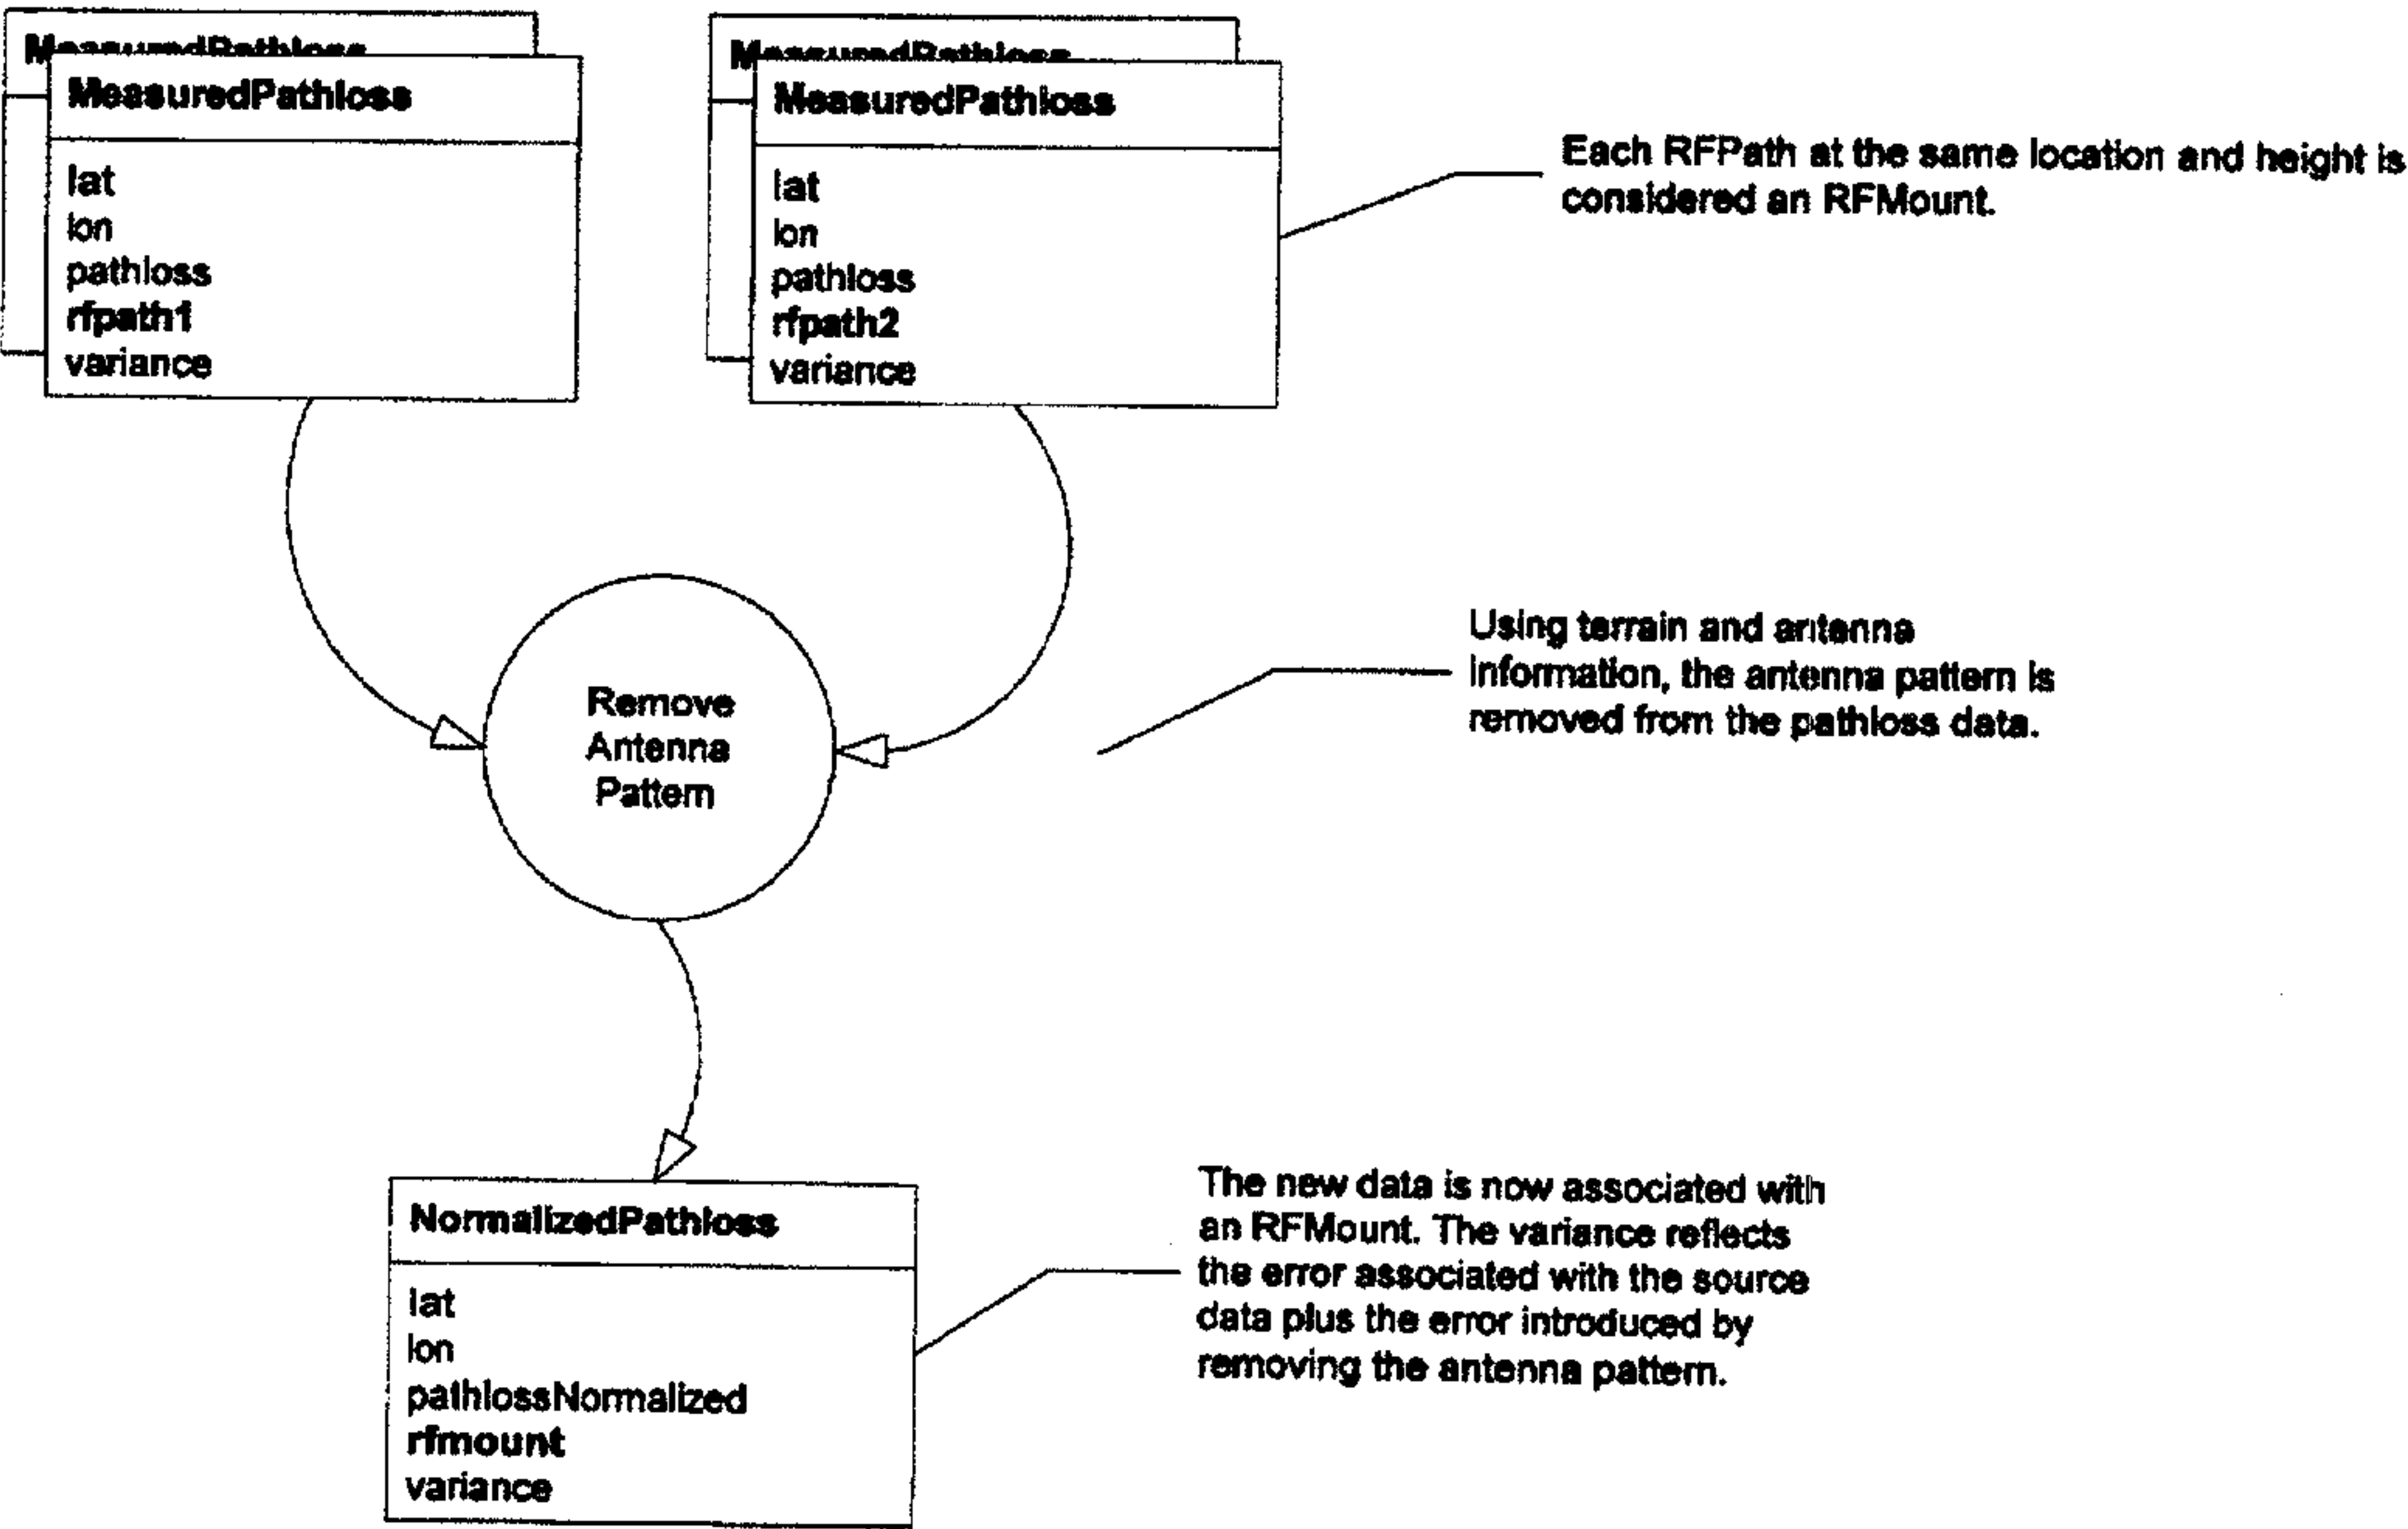 MeasuredPathloss
MeasuredPathloss
lat
lon
pathloss
rfpath1
variance
MeasuredPathloss
MeasuredPathloss
lat
lon
pathloss
rfpath2
variance
Each RFPath at the same location and height is
considered an RFMount.
Remove
Antenna
Pattern
Using terrain and antenna
information, the antenna pattern is
removed from the pathloss data.
NormalizedPathloss
lat
lon
pathlossNormalized
rfmount
variance
The new data is now associated with
an RFMount. The variance reflects
the error associated with the source
data plus the error introduced by
removing the antenna pattern.